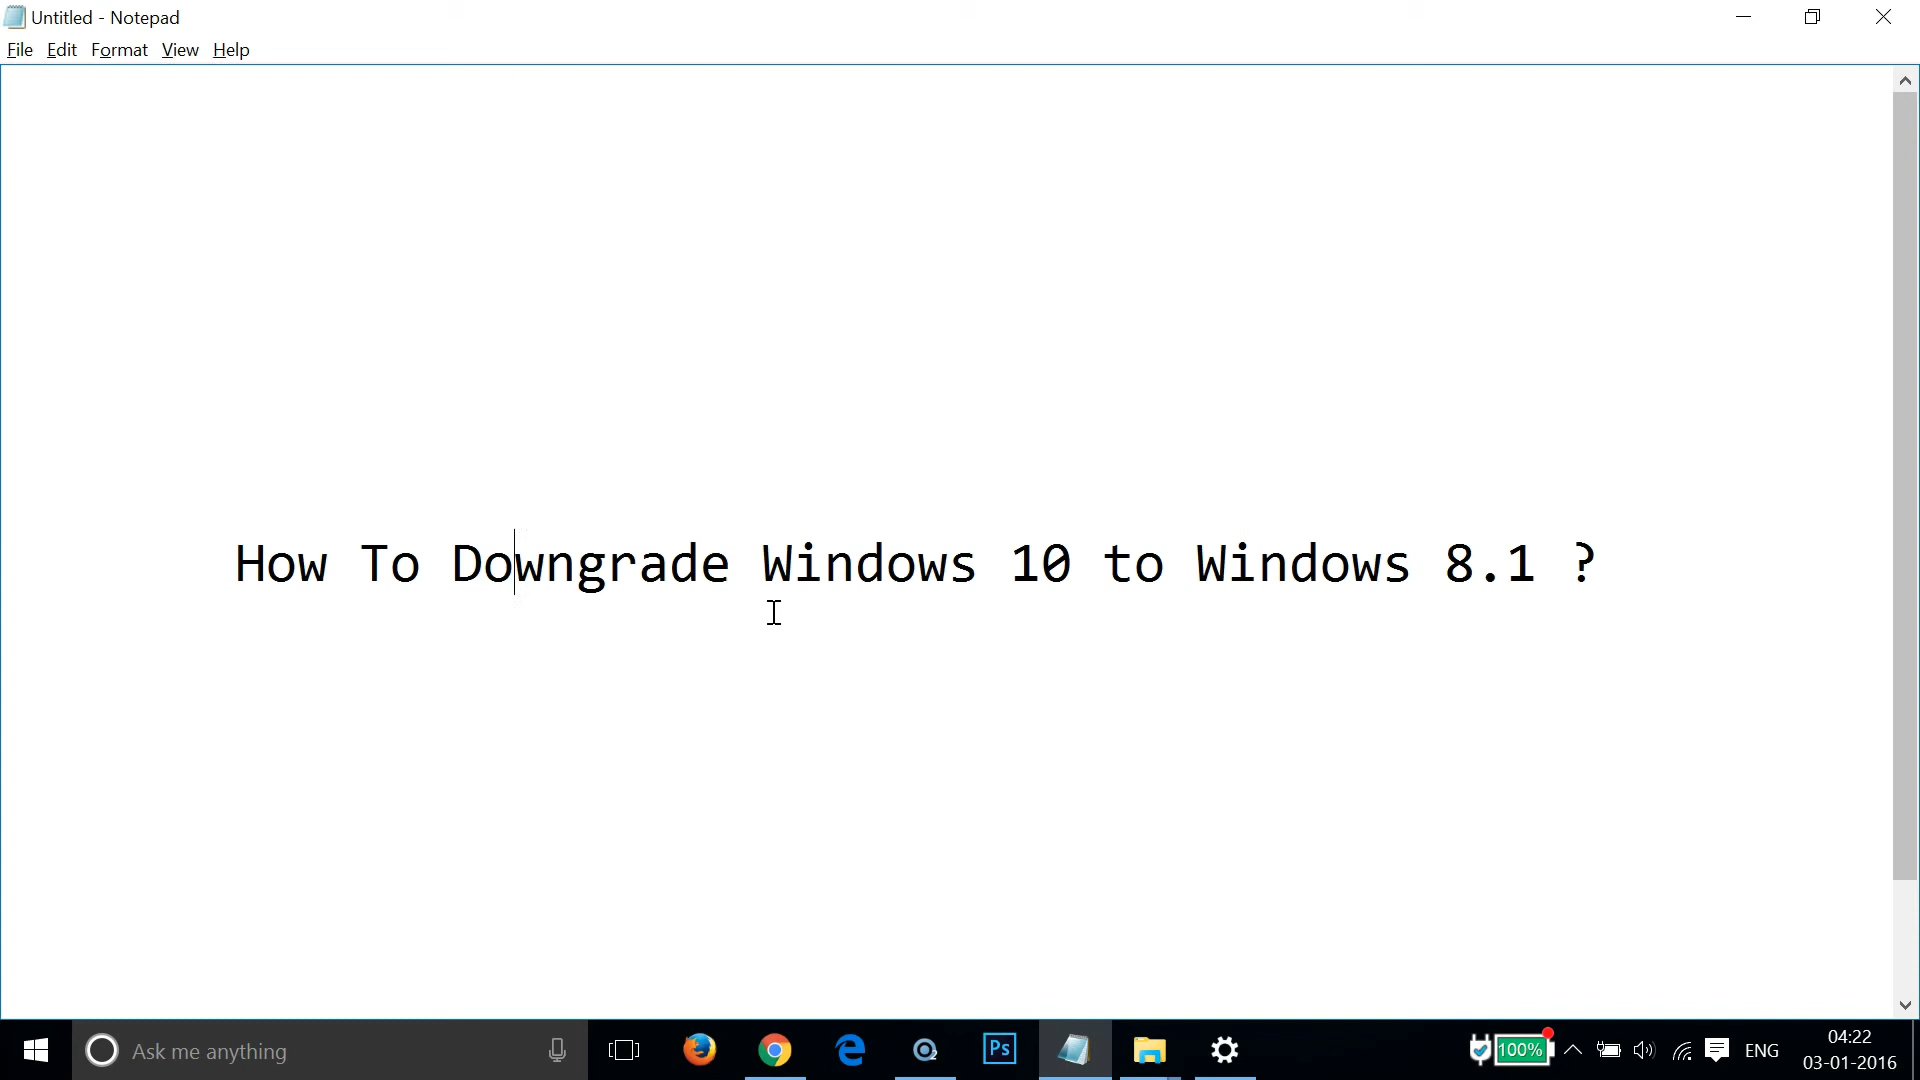 Untitled - Notepad
File Edit Format View Help
How To Downgrade Windows 10 to Windows 8.1 ?
Ask me anything
Ps
100%
ENG
04:22
03-01-2016